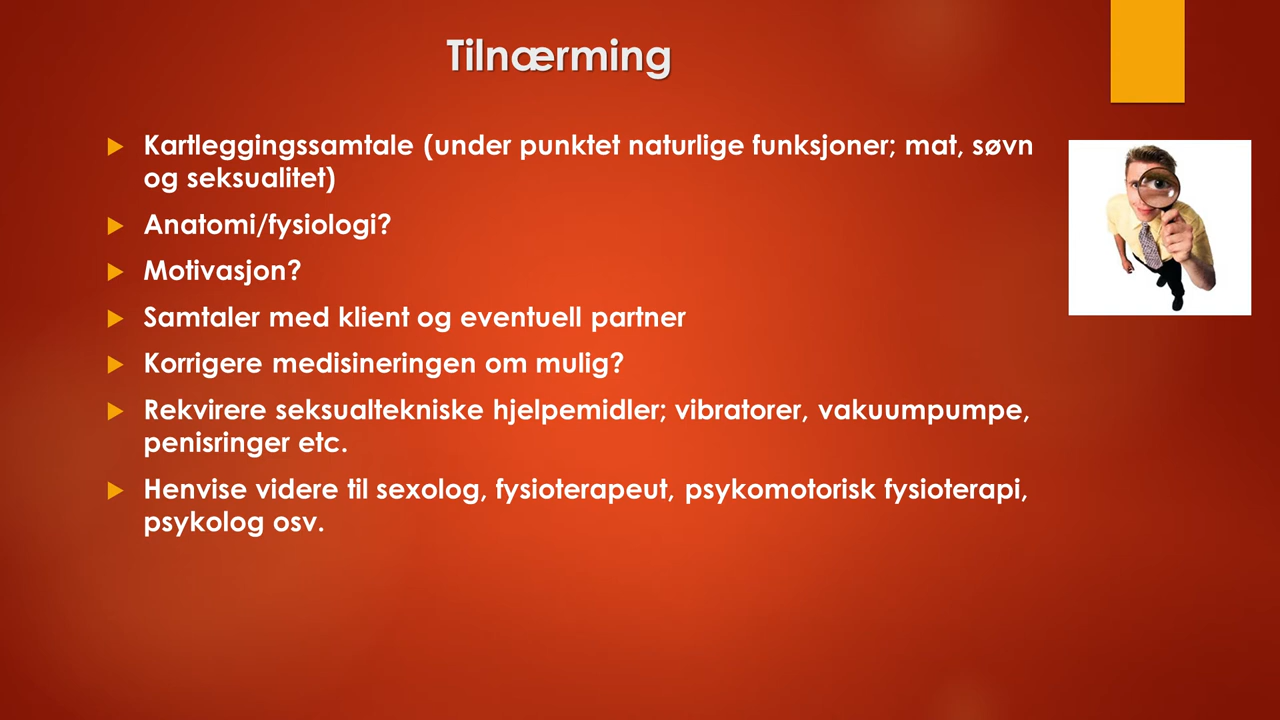 Tilnærming
Kartleggingssamtale (under punktet naturlige funksjoner; mat, søvn
og seksualitet)
Anatomi/fysiologi?
Motivasjon?
Samtaler med klient og eventuell partner
Korrigere medisineringen om mulig?
Rekvirere seksualtekniske hjelpemidler; vibratorer, vakuumpumpe,
penisringer etc.
Henvise videre til sexolog, fysioterapeut, psykomotorisk fysioterapi,
psykolog osv.